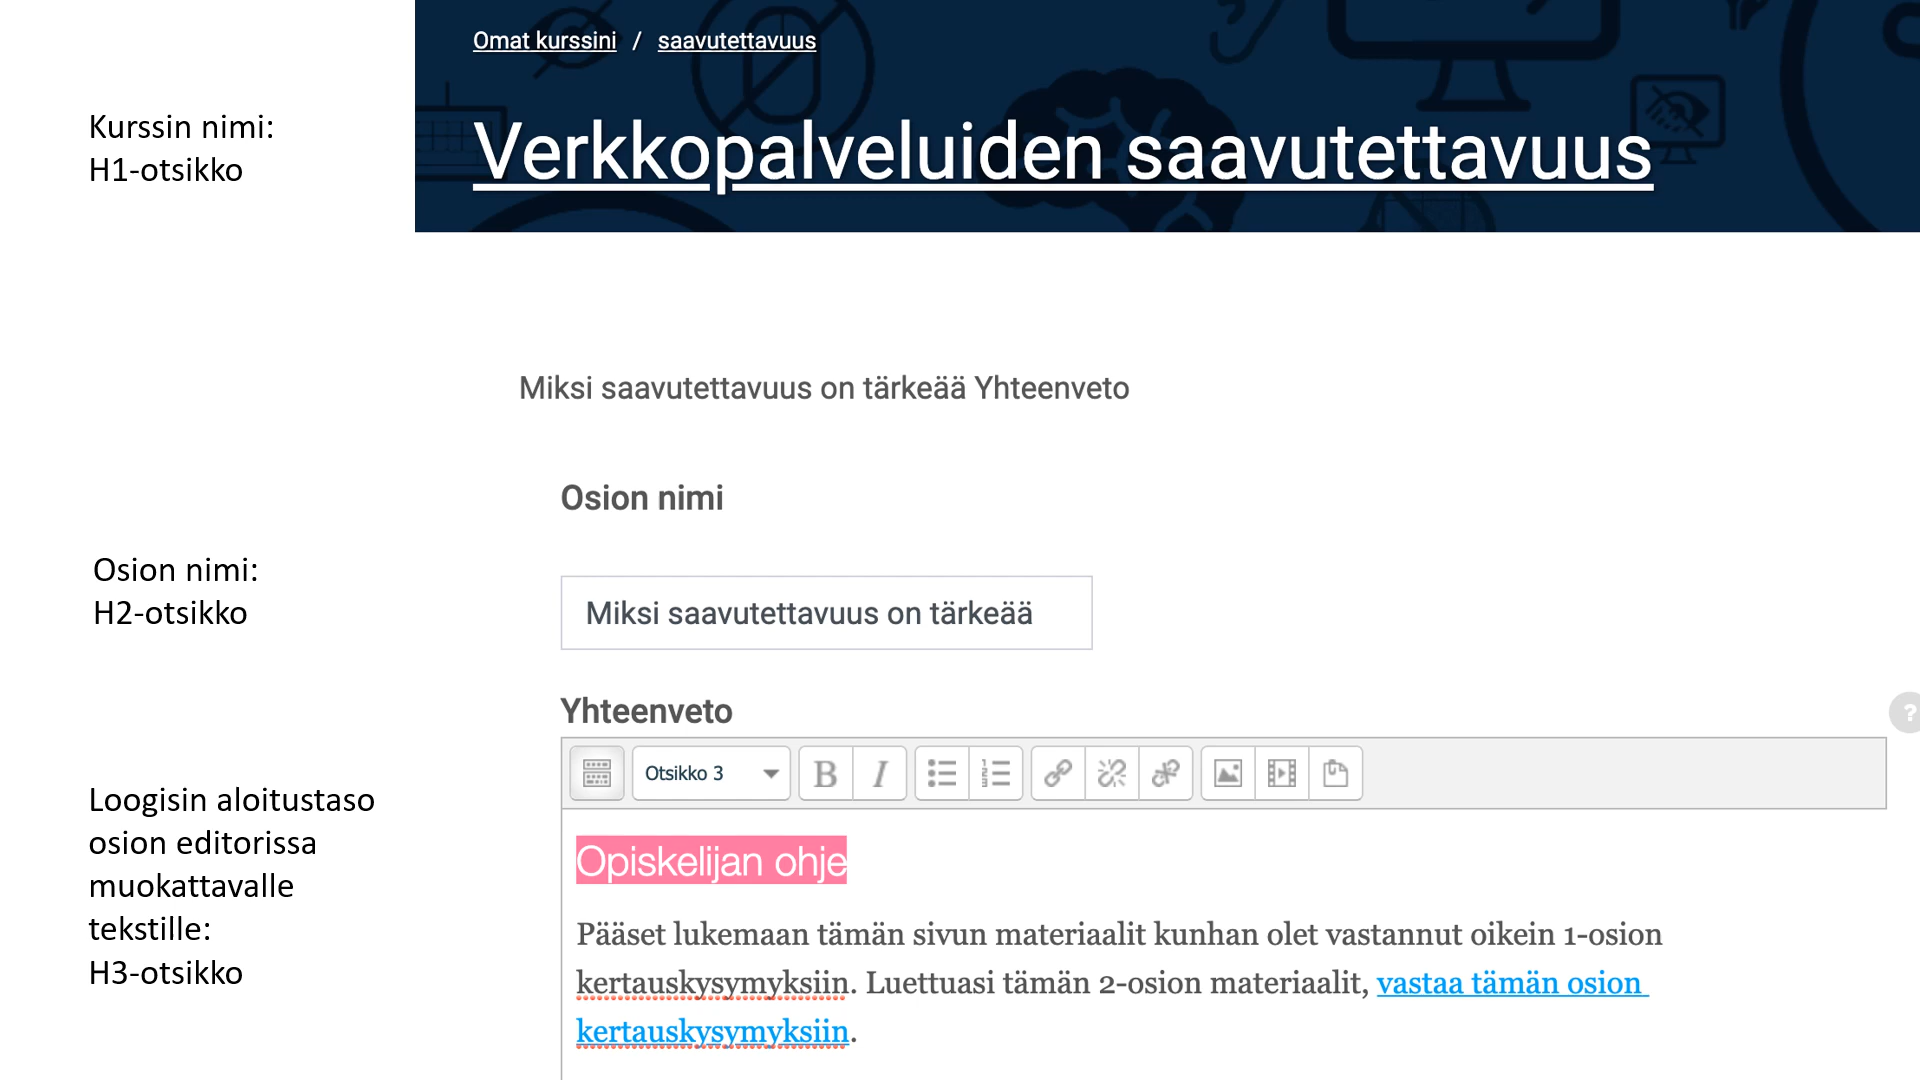 Omat kurssini / saavutettavuus
Kurssin nimi:
H1-otsikko
Verkkopalveluiden saavutettavuus
Miksi saavutettavuus on tärkeää Yhteenveto
Osion nimi
Osion nimi:
H2-otsikko
Miksi saavutettavuus on tärkeää
Yhteenveto
?
Otsikko 3
B
I
Loogisin aloitustaso
osion editorissa
muokattavalle
tekstille:
H3-otsikko
Opiskelijan ohje
Pääset lukemaan tämän sivun materiaalit kunhan olet vastannut oikein 1-osion
kertauskysymyksiin. Luettuasi tämän 2-osion materiaalit, vastaa tämän osion
kertauskysymyksiin.